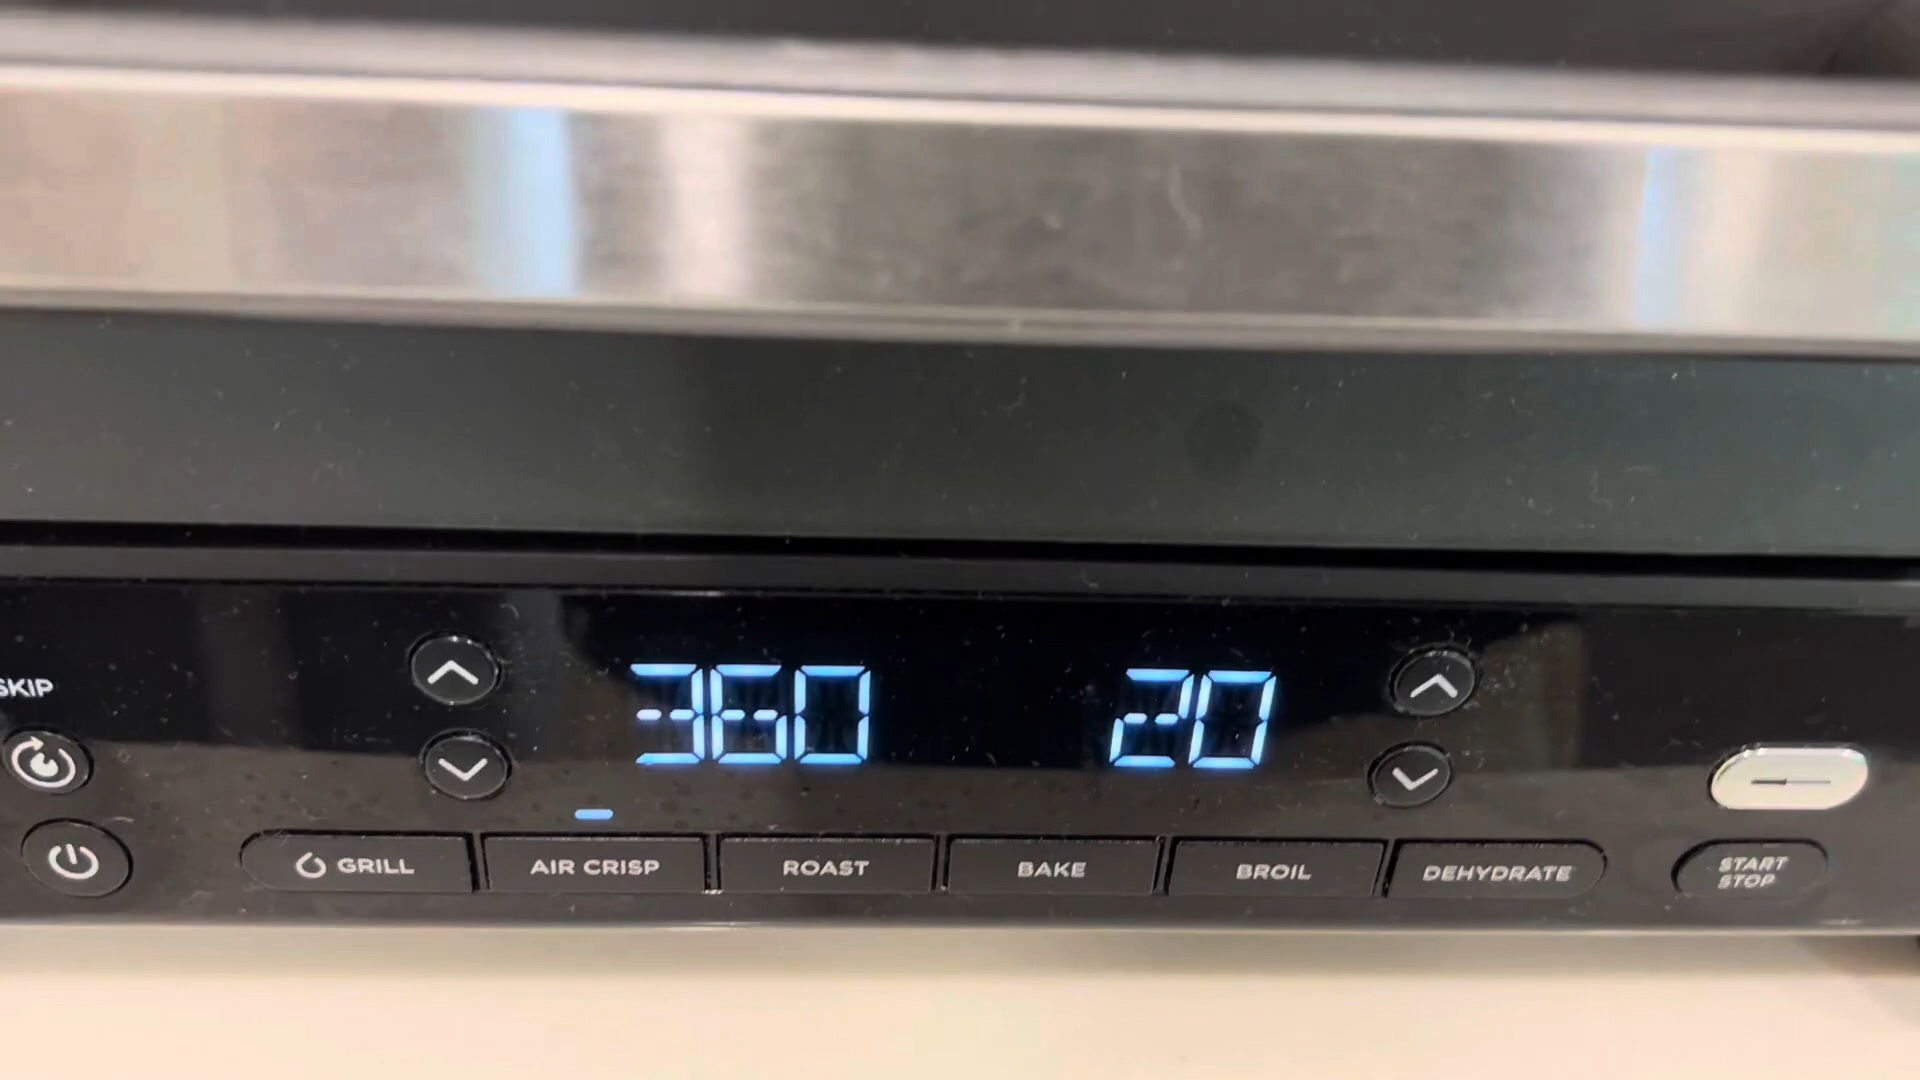 SKIP
360 20
GRILL AIR CRISP ROAST BAKE BROIL DEHYDRATE
START
STOP